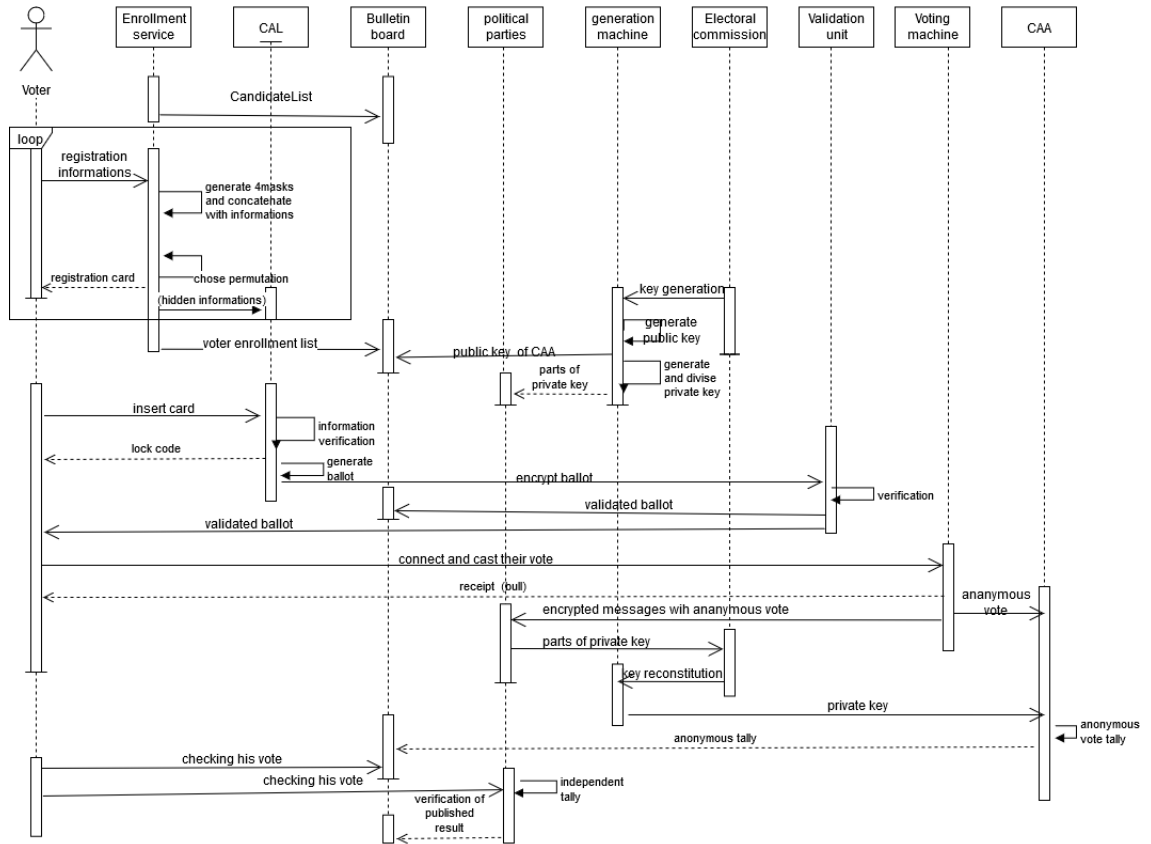 Enrollment
service
CAL
Bulletin
board
political
parties
generation
machine
Electoral
commission
Validation
unit
Voting
machine
CAA
Voter
CandidateList
loop
registration
informations
generate 4masks
and concatehate
with informations
chose permutation
registration card
(hidden informations)
key generation
generate
public key
voter enrollment list
public key of CAA
generate
and divise
private key
parts of
private key
insert card
information
verification
lock code
generate
ballot
encrypt ballot
verification
validated ballot
validated ballot
connect and cast their vote
receipt (oull)
ananymous
vote
encrypted messages wih ananymous vote
parts of private key
key reconstitution
private key
anonymous
vote tally
anonymous tally
checking his vote
checking his vote
independent
tally
verification of
published
result